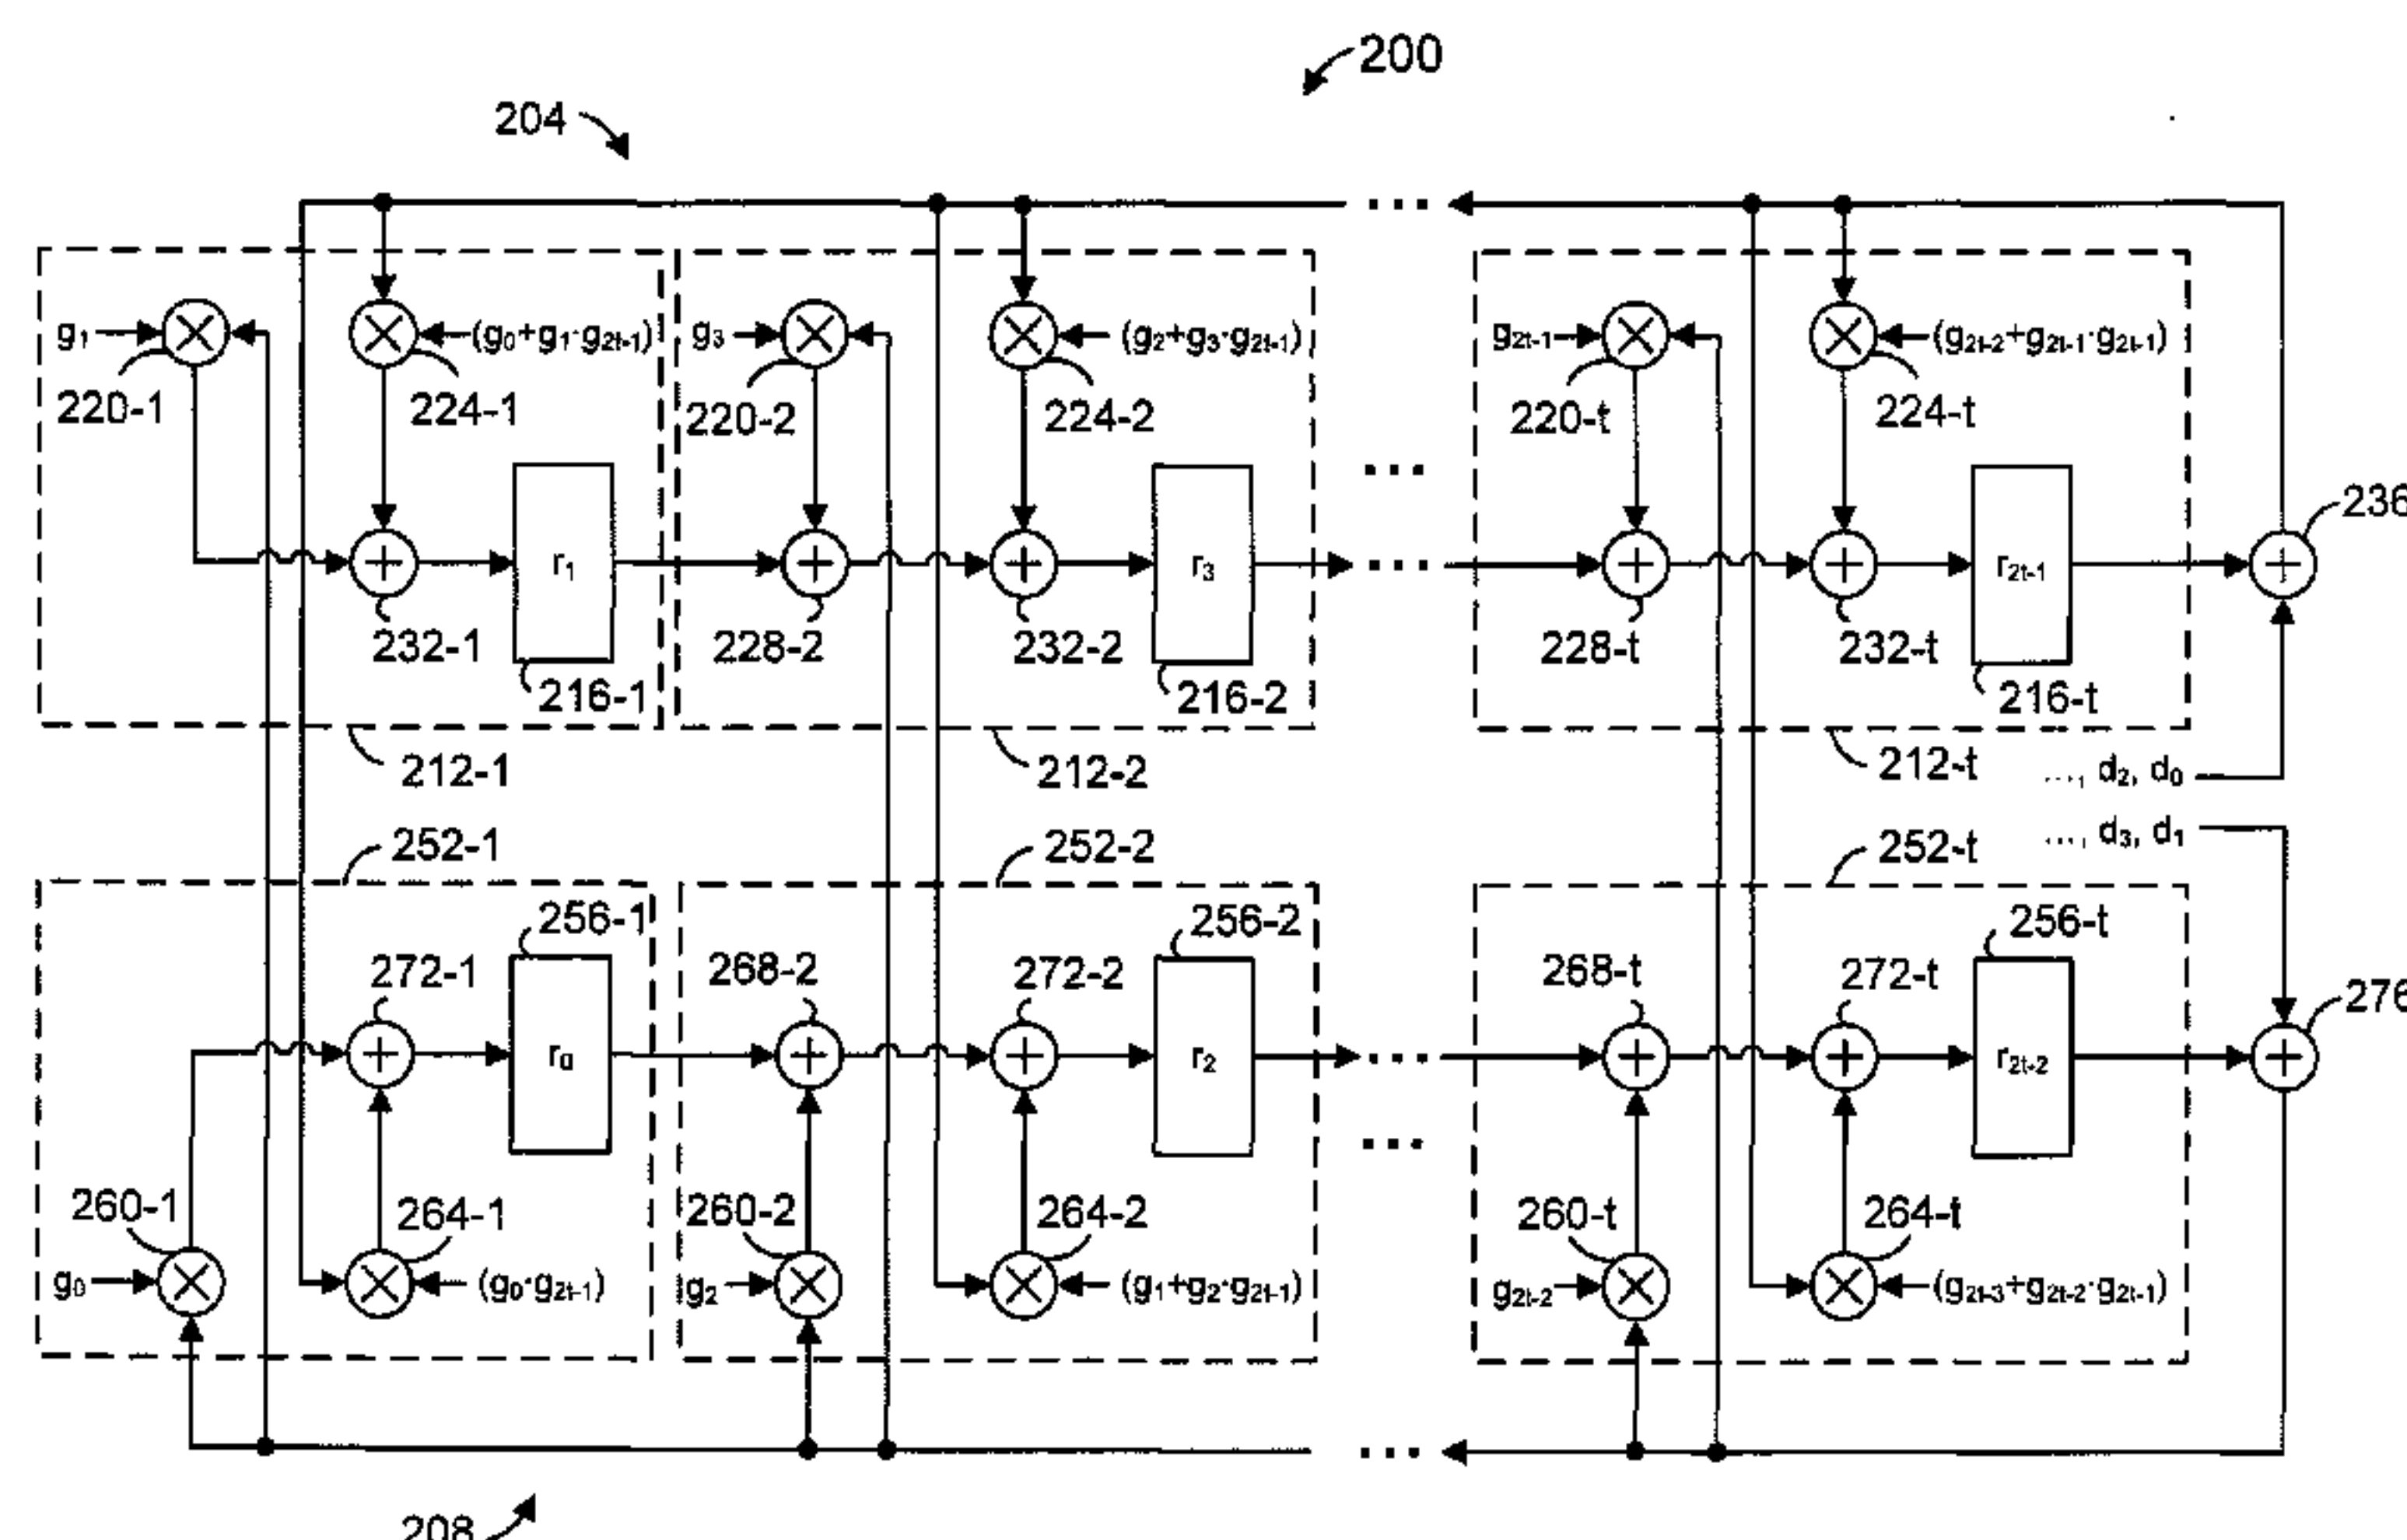 200
204
g₁
(g₀+g₁·g₂ₜ₋₁)
g₃
(g₂+g₃·g₂ₜ₋₁)
g₂ₜ₋₁
(g₂ₜ₋₂+g₂ₜ₋₁·g₂ₜ₋₁)
220-1
224-1
220-2
224-2
220-t
224-t
236
r₁
r₃
r₂ₜ₋₁
232-1
228-2
232-2
228-t
232-t
216-1
216-2
216-t
212-1
212-2
212-t
..., d₂, d₀
..., d₃, d₁
252-1
252-2
252-t
256-1
256-2
256-t
272-1
268-2
272-2
268-t
272-t
276
r₀
r₂
r₂ₜ₋₂
260-1
264-1
260-2
264-2
260-t
264-t
g₀
(g₀·g₂ₜ₋₁)
g₂
(g₁+g₂·g₂ₜ₋₁)
g₂ₜ₋₂
(g₂ₜ₋₃+g₂ₜ₋₂·g₂ₜ₋₁)
208